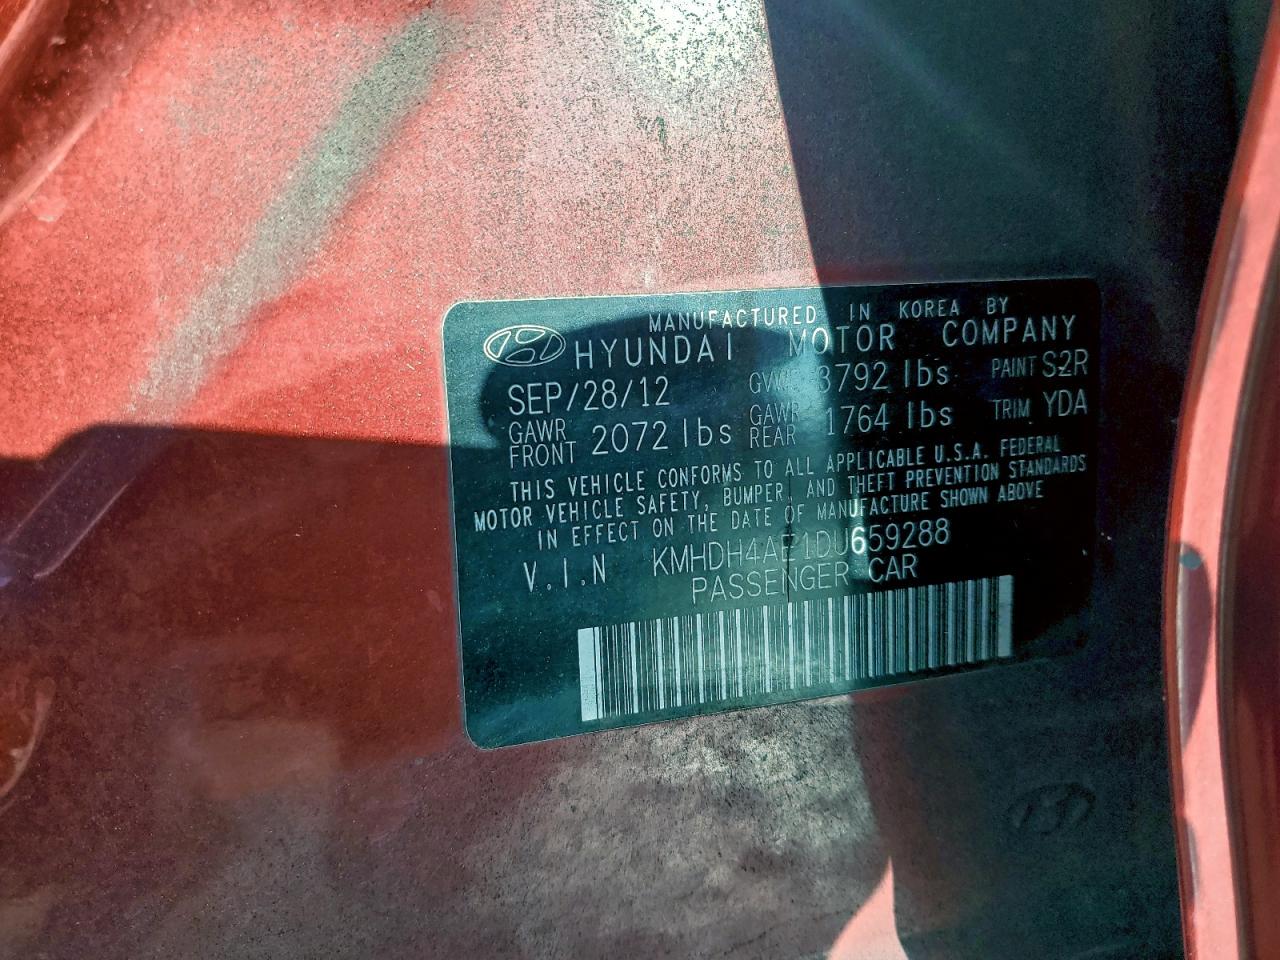 MANUFACTURED IN KOREA BY
HYUNDAI MOTOR COMPANY
SEP/28/12 GVWR 3792 lbs PAINT S2R
GAWR FRONT 2072 lbs GAWR REAR 1764 lbs TRIM YDA
THIS VEHICLE CONFORMS TO ALL APPLICABLE U.S.A. FEDERAL
MOTOR VEHICLE SAFETY, BUMPER, AND THEFT PREVENTION STANDARDS
IN EFFECT ON THE DATE OF MANUFACTURE SHOWN ABOVE
V.I.N KMHDH4AE1DU659288
PASSENGER CAR